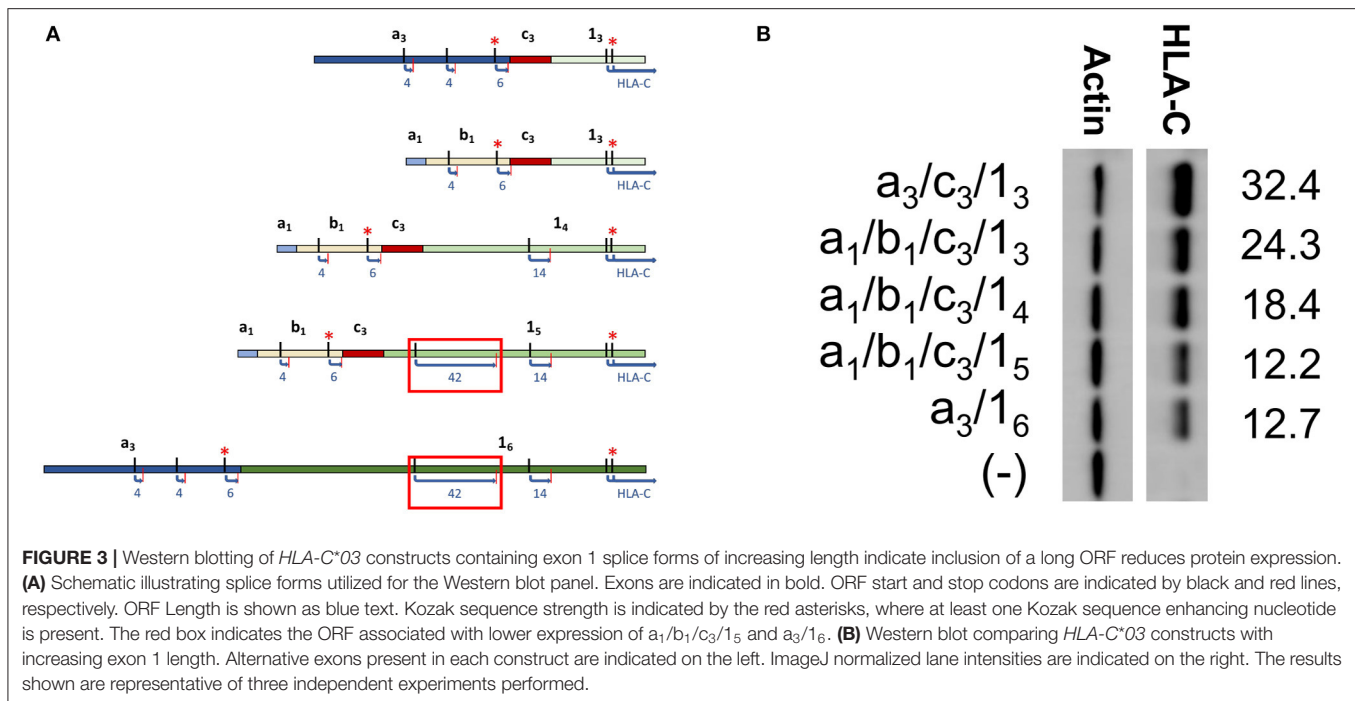 A
a3 * c3 13 *
4 4 6 HLA-C
a1 b1 * c3 13 *
4 6 HLA-C
a1 b1 * c3 14 *
4 6 14 HLA-C
a1 b1 * c3 15 *
4 6 42 14 HLA-C
a3 * 16 *
4 4 6 42 14 HLA-C
B
Actin HLA-C
a3/c3/13 32.4
a1/b1/c3/13 24.3
a1/b1/c3/14 18.4
a1/b1/c3/15 12.2
a3/16 12.7
(-)
FIGURE 3 | Western blotting of HLA-C*03 constructs containing exon 1 splice forms of increasing length indicate inclusion of a long ORF reduces protein expression.
(A) Schematic illustrating splice forms utilized for the Western blot panel. Exons are indicated in bold. ORF start and stop codons are indicated by black and red lines,
respectively. ORF Length is shown as blue text. Kozak sequence strength is indicated by the red asterisks, where at least one Kozak sequence enhancing nucleotide
is present. The red box indicates the ORF associated with lower expression of a1/b1/c3/15 and a3/16. (B) Western blot comparing HLA-C*03 constructs with
increasing exon 1 length. Alternative exons present in each construct are indicated on the left. ImageJ normalized lane intensities are indicated on the right. The results
shown are representative of three independent experiments performed.